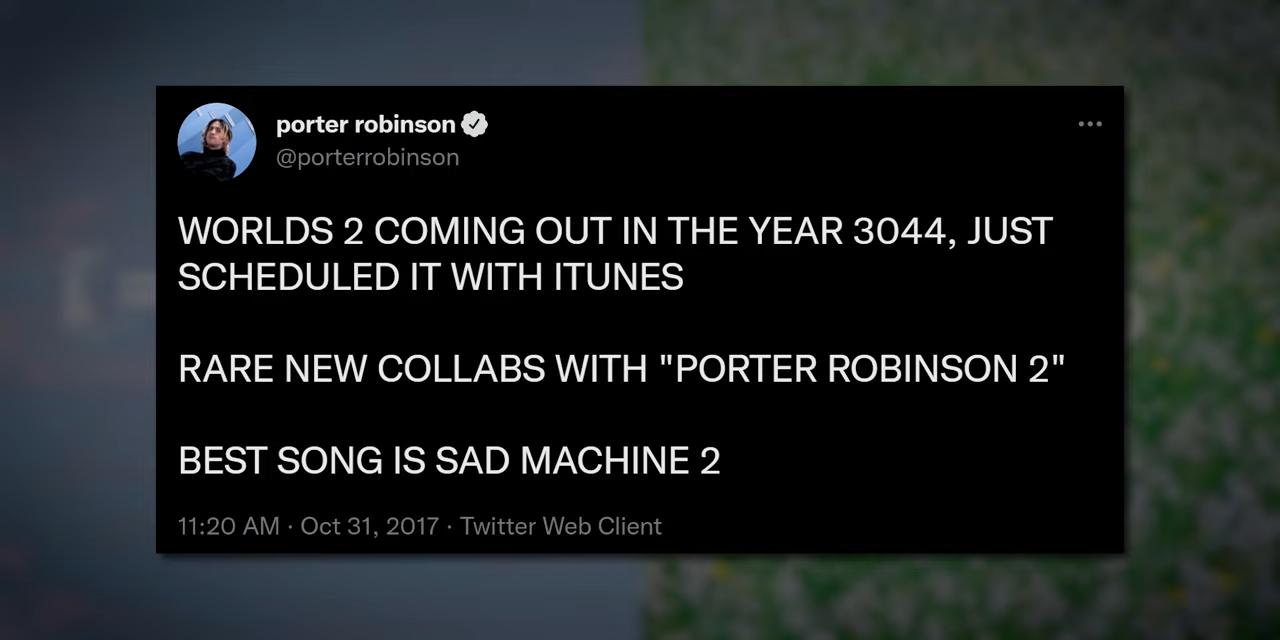 porter robinson
@porterrobinson
WORLDS 2 COMING OUT IN THE YEAR 3044, JUST
SCHEDULED IT WITH ITUNES
RARE NEW COLLABS WITH "PORTER ROBINSON 2"
BEST SONG IS SAD MACHINE 2
11:20 AM · Oct 31, 2017 · Twitter Web Client